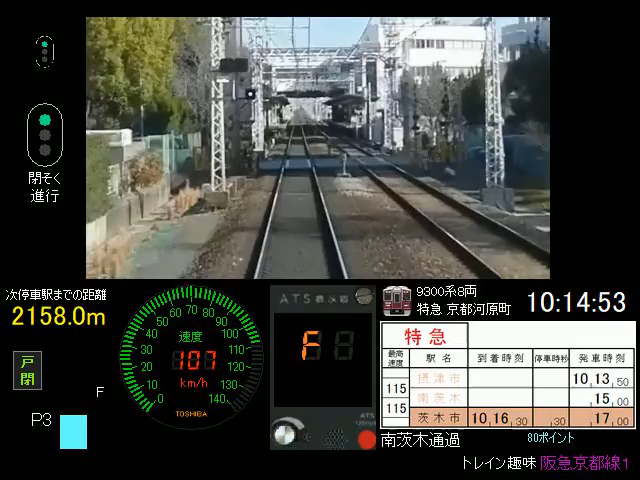 閉そく
進行
次停車駅までの距離
2158.0m
戸
閉
F
P3
0
10
20
30
40
50
60
70
80
90
100
110
120
130
140
速度
107
km/h
TOSHIBA
ATS表示器
F
ATS
9300系8両
特急 京都河原町
10:14:53
特急
最高
速度
駅名 到着時刻 停車時秒 発車時刻
摂津市 10,13,50
115
南茨木 ,15,00
115
茨木市 10,16,30 ,30 ,17,00
南茨木通過
80ポイント
トレイン趣味 阪急京都線1